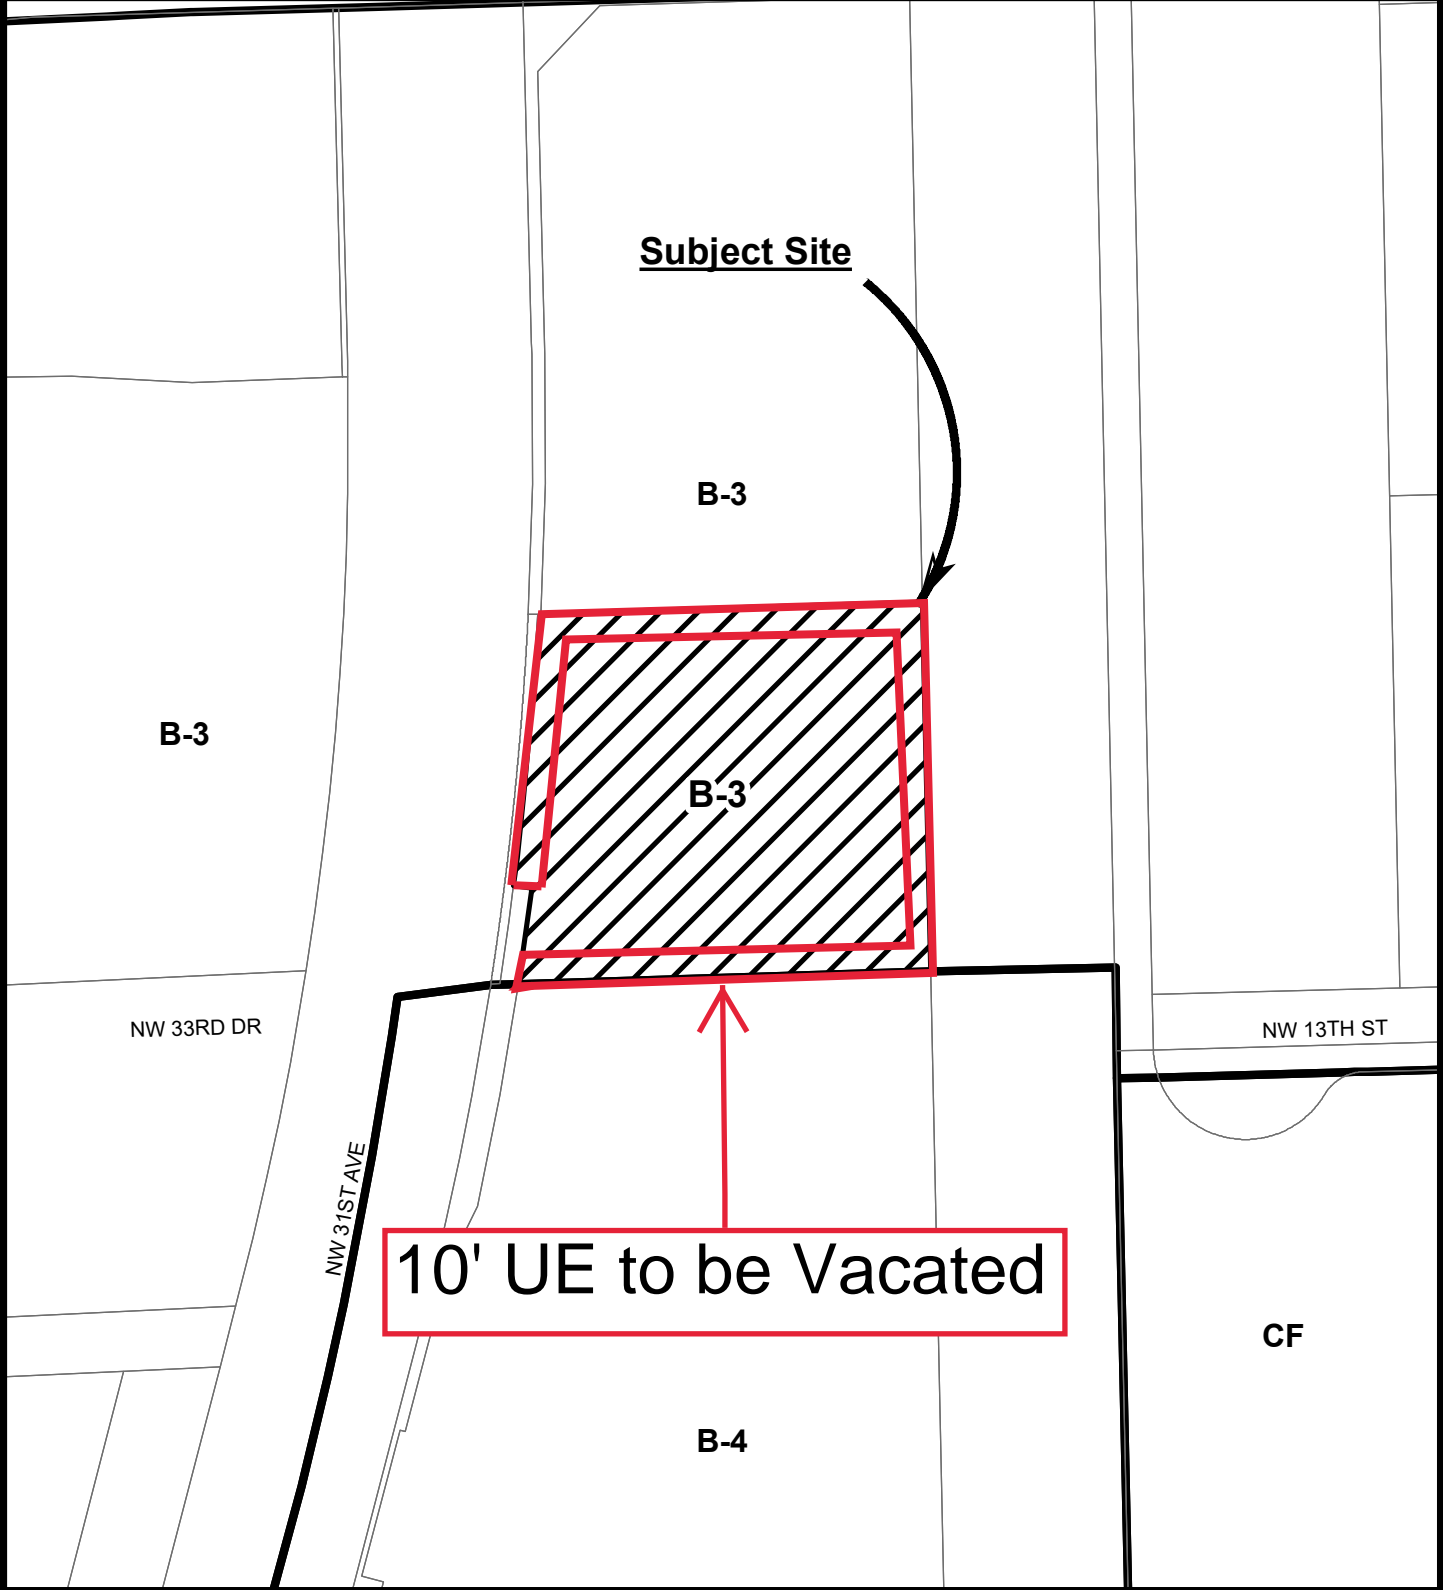 Subject Site
B-3
B-3
B-3
NW 33RD DR
NW 13TH ST
NW 31ST AVE
10' UE to be Vacated
CF
B-4